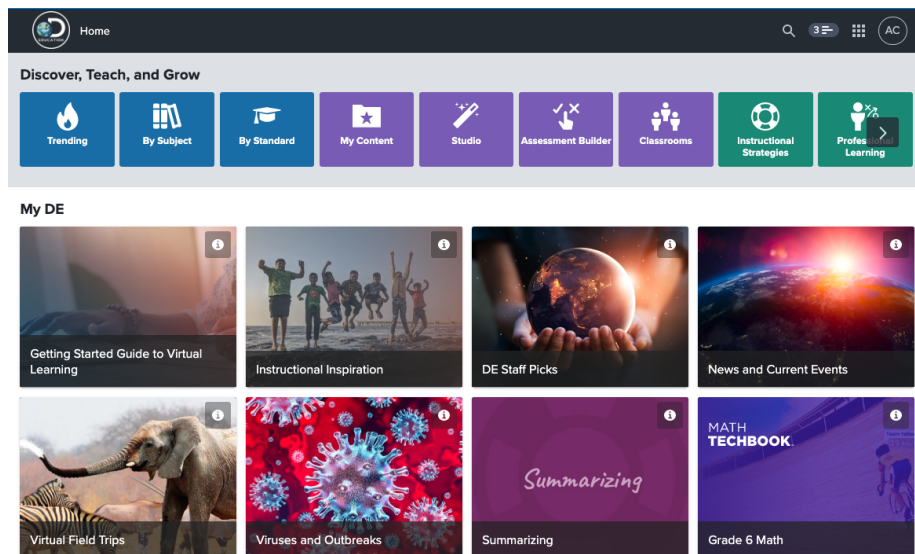 EDUCATION
Home
3
AC
Discover, Teach, and Grow
Trending
By Subject
By Standard
My Content
Studio
Assessment Builder
Classrooms
Instructional
Strategies
Professional
Learning
My DE
Getting Started Guide to Virtual
Learning
Instructional Inspiration
DE Staff Picks
News and Current Events
Virtual Field Trips
Viruses and Outbreaks
Summarizing
Summarizing
MATH
TECHBOOK
Grade 6 Math